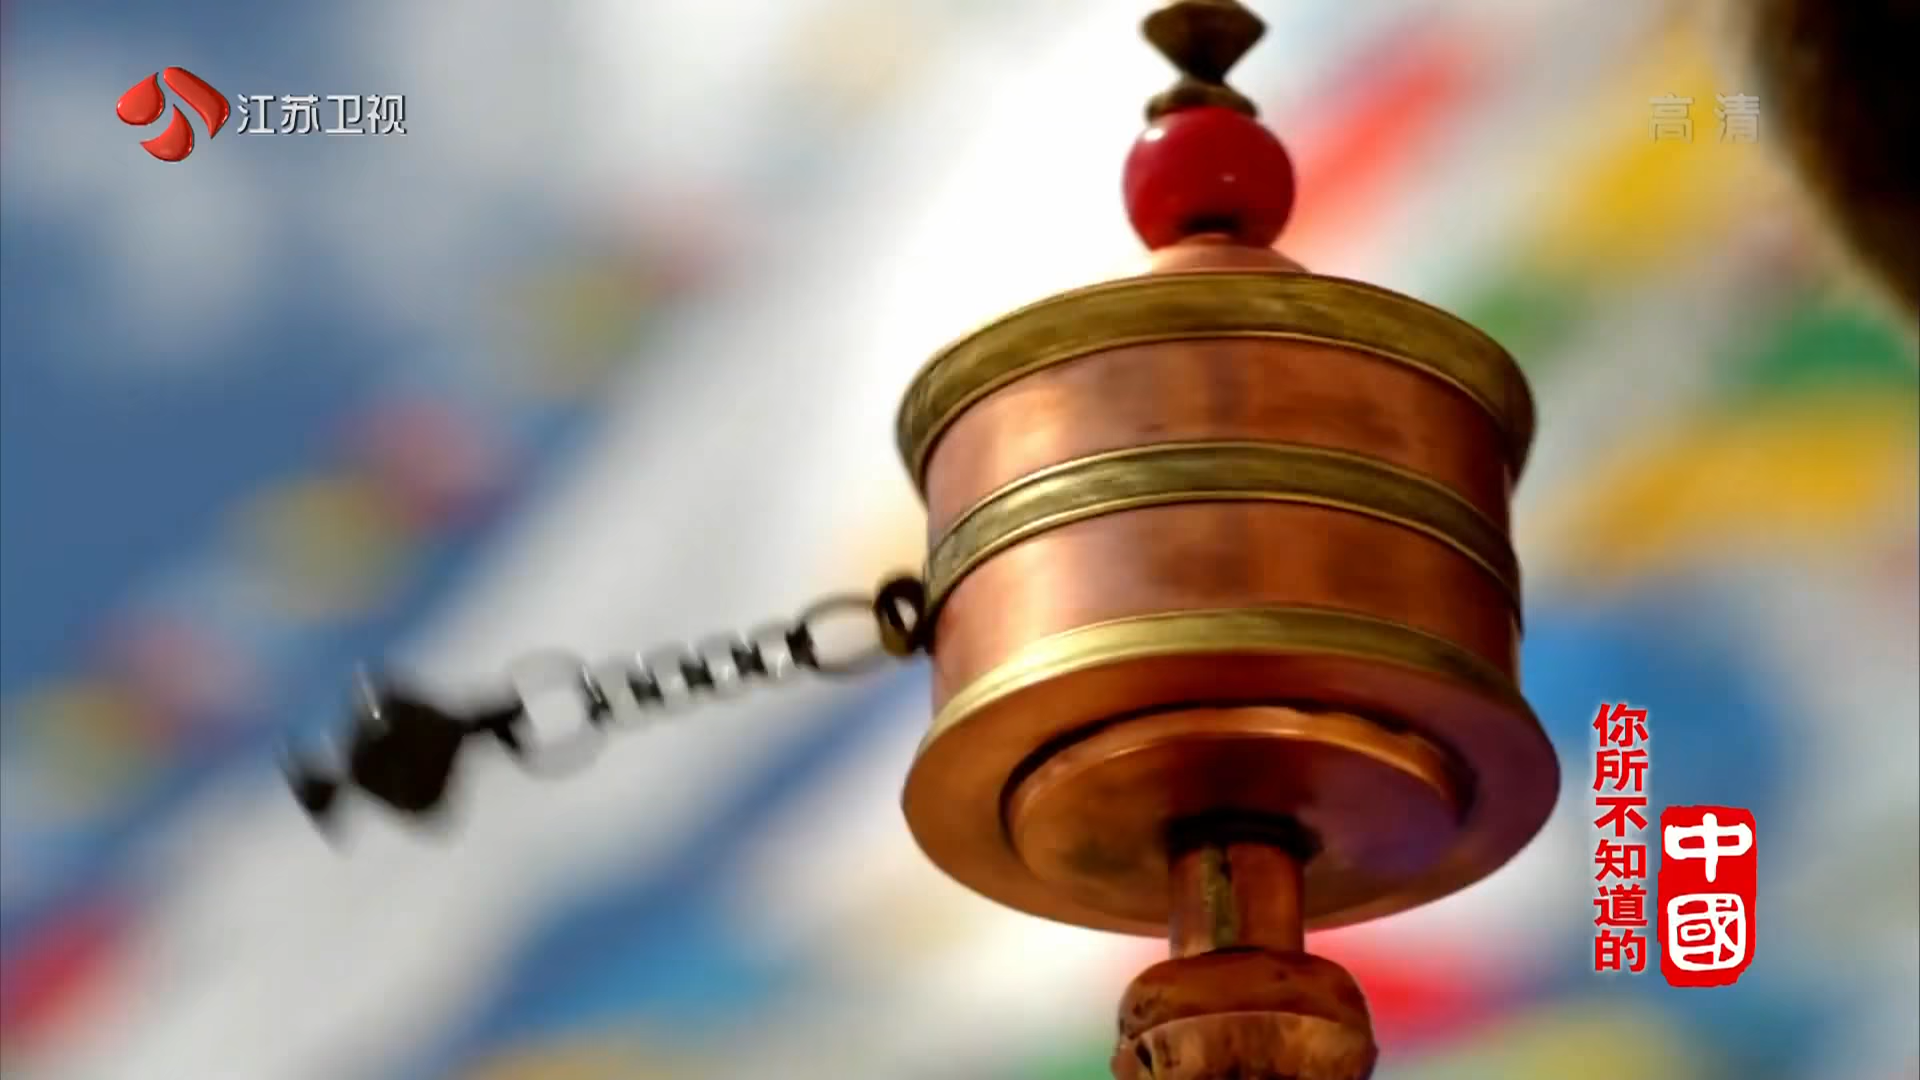 江苏卫视
高清
你所不知道的
中國